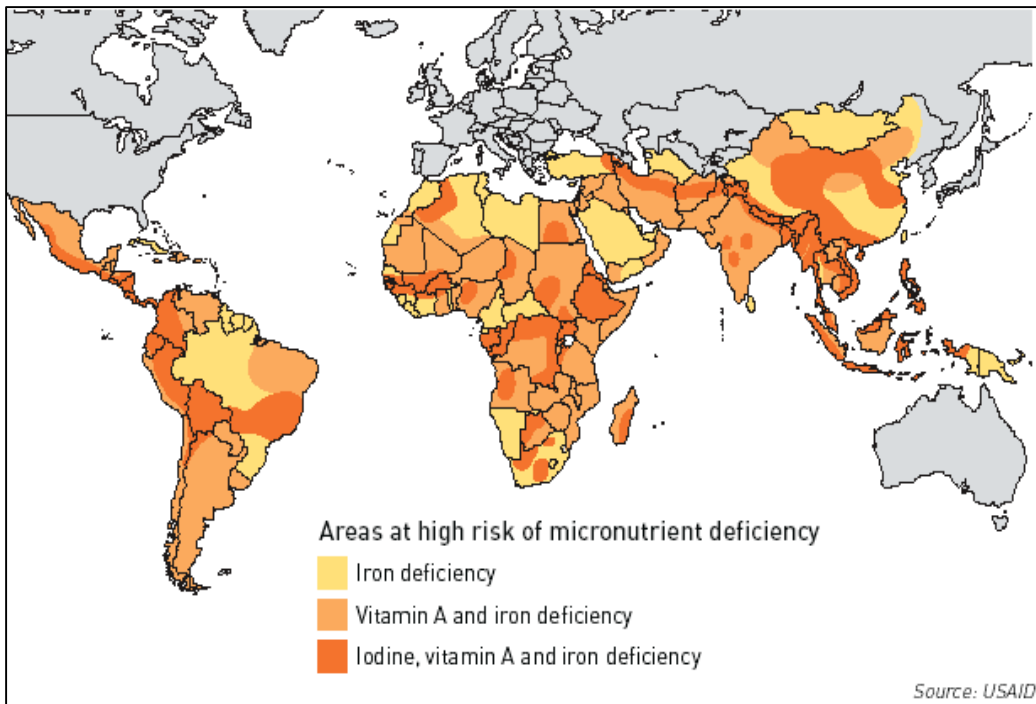 Areas at high risk of micronutrient deficiency
Iron deficiency
Vitamin A and iron deficiency
Iodine, vitamin A and iron deficiency
Source: USAID